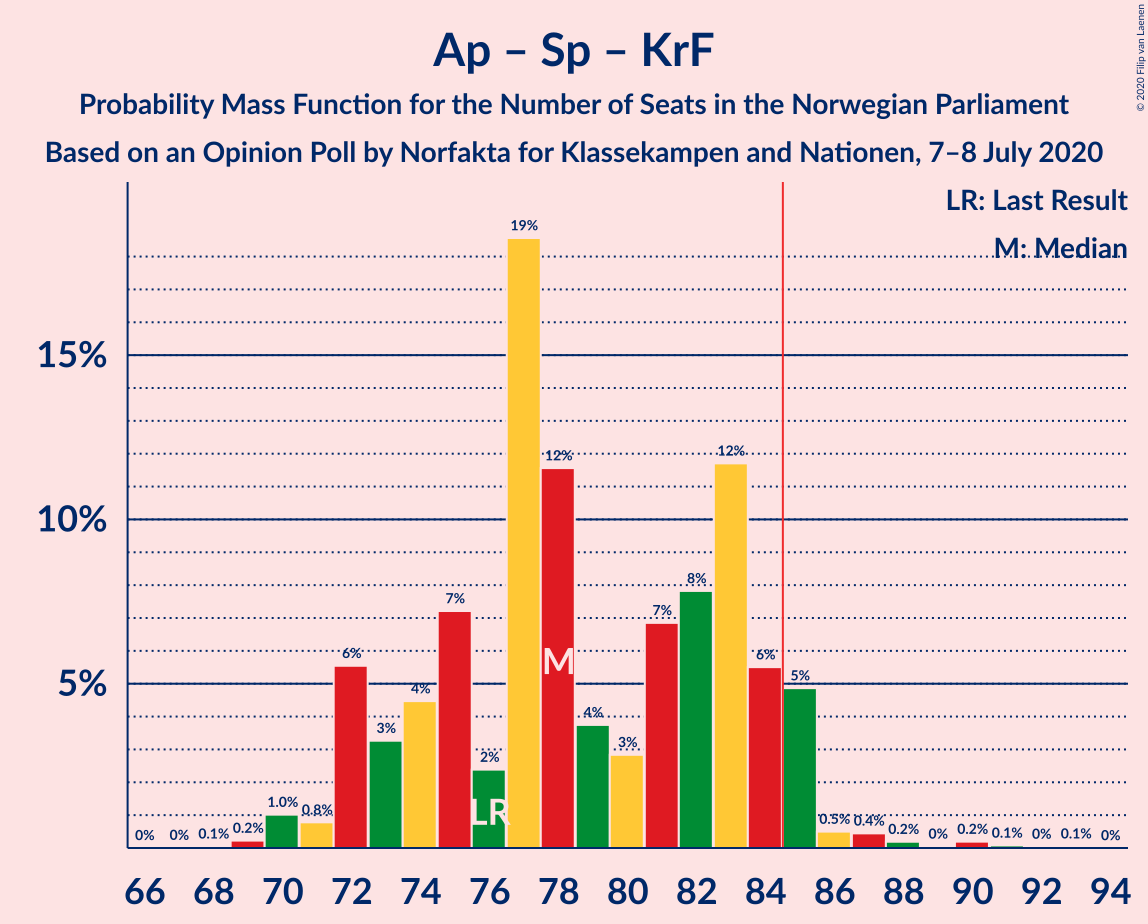 Ap – Sp – KrF
Probability Mass Function for the Number of Seats in the Norwegian Parliament
Based on an Opinion Poll by Norfakta for Klassekampen and Nationen, 7–8 July 2020
© 2020 Filip van Laenen
LR: Last Result
M: Median
15%
10%
5%
0% 0% 0.1% 0.2% 1.0% 0.8% 6% 3% 4% 7% 2% 19% 12% 4% 3% 7% 8% 12% 6% 5% 0.5% 0.4% 0.2% 0% 0.2% 0.1% 0% 0.1% 0%
M
LR
66 68 70 72 74 76 78 80 82 84 86 88 90 92 94